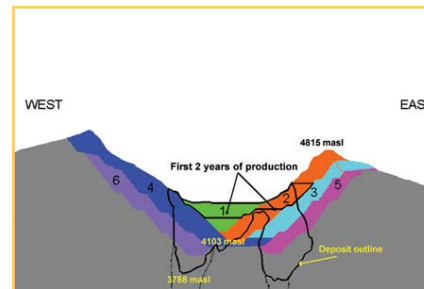 WEST
EAS
4815 masl
First 2 years of production
6
4
1
2
3
5
4103 masl
Deposit outline
3788 masl